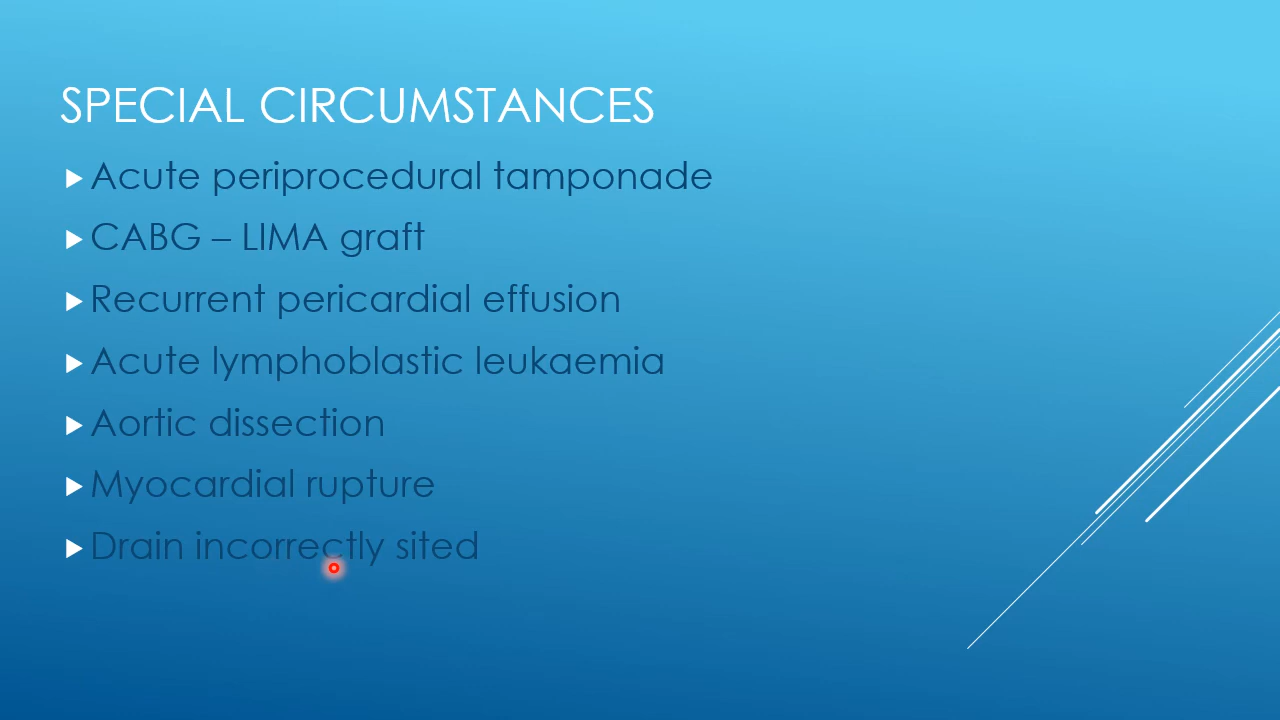 SPECIAL CIRCUMSTANCES
Acute periprocedural tamponade
CABG – LIMA graft
Recurrent pericardial effusion
Acute lymphoblastic leukaemia
Aortic dissection
Myocardial rupture
Drain incorrectly sited